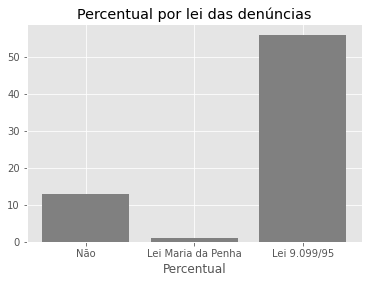 Percentual por lei das denúncias
50
40
30
20
10
0
Não Lei Maria da Penha Lei 9.099/95
Percentual